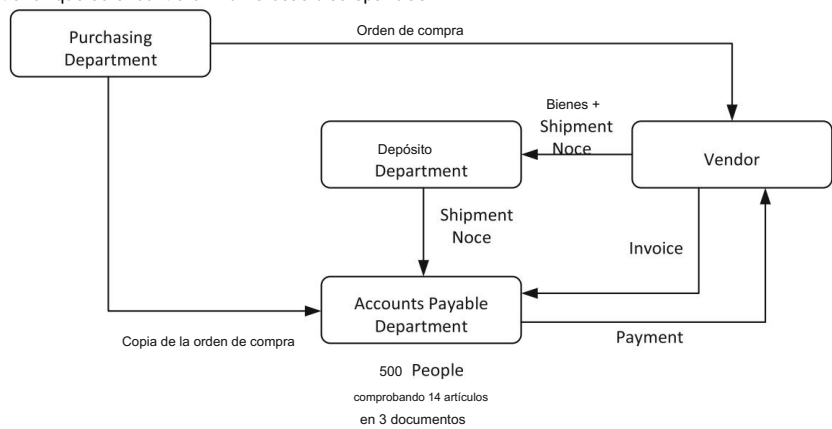 Purchasing
Department
Orden de compra
Bienes +
Shipment
Noce
Depósito
Department
Vendor
Shipment
Noce
Invoice
Accounts Payable
Department
Copia de la orden de compra
Payment
500 People
comprobando 14 artículos
en 3 documentos